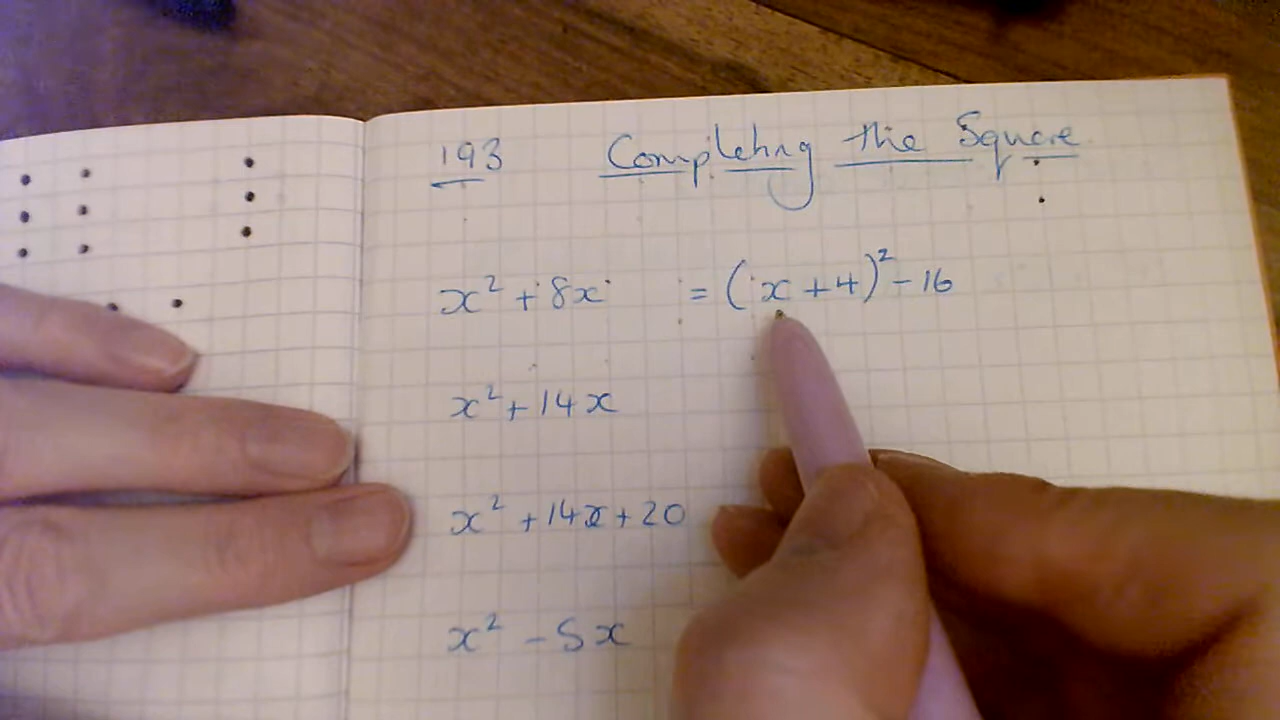 193 Completing the Square
x² + 8x = (x + 4)² - 16
x² + 14x
x² + 14x + 20
x² - 5x